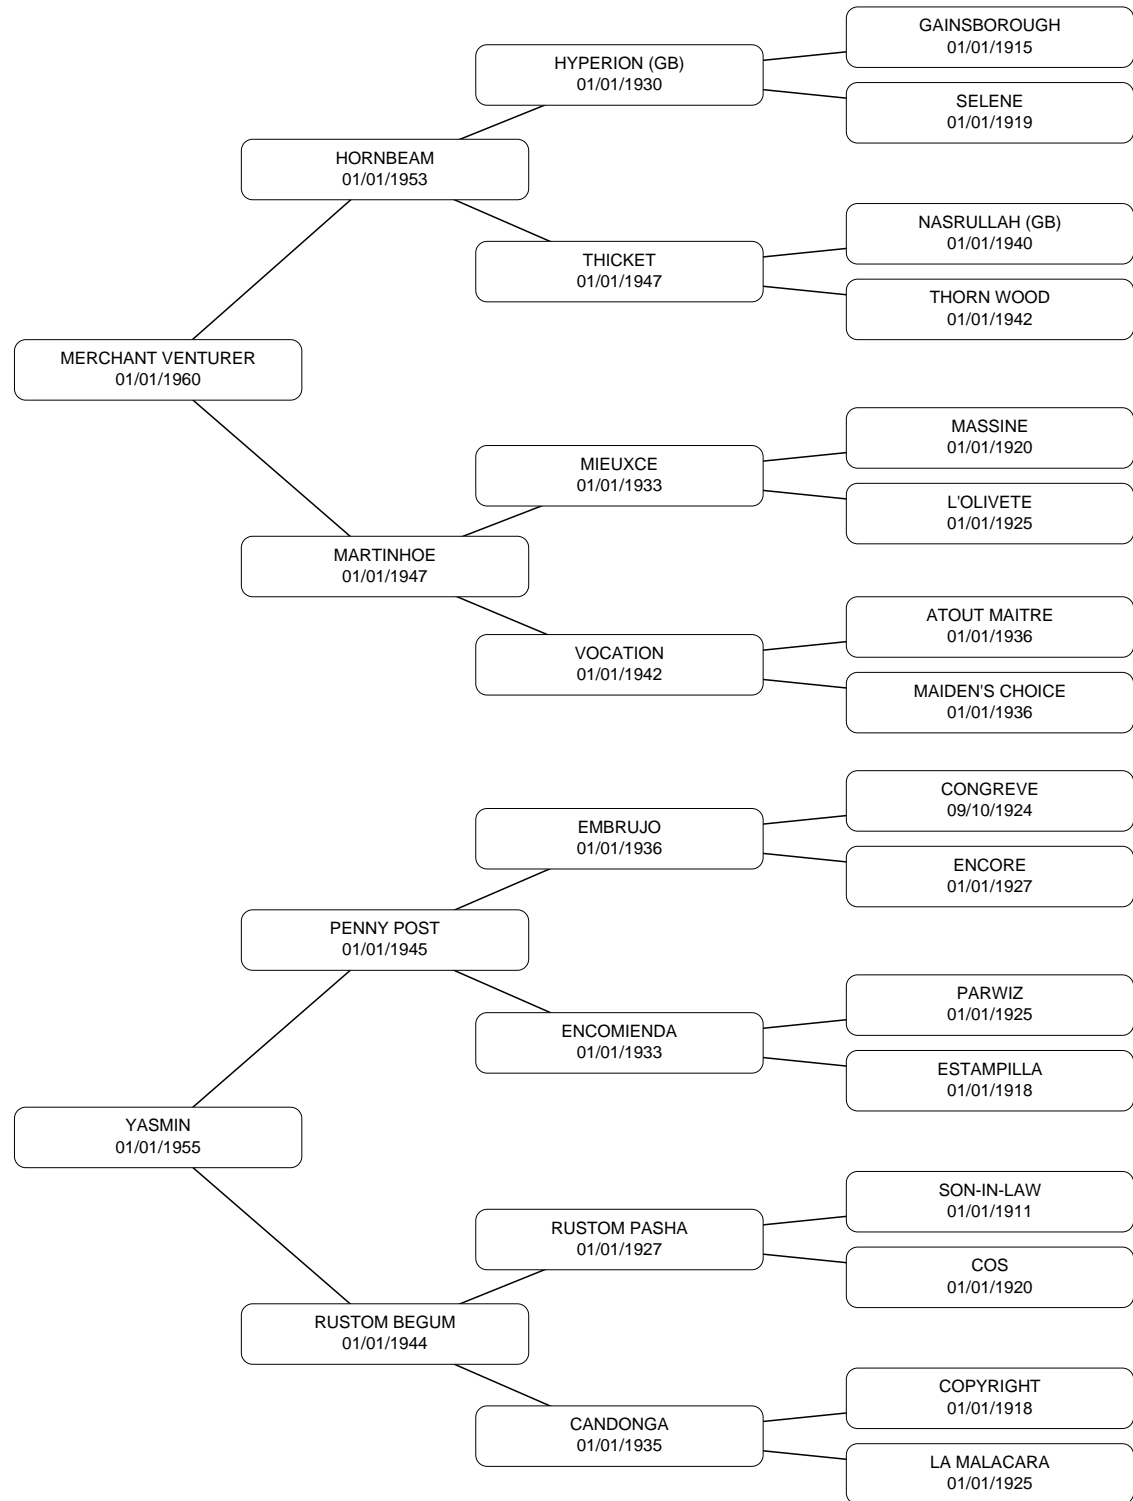 GAINSBOROUGH
01/01/1915
HYPERION (GB)
01/01/1930
SELENE
01/01/1919
HORNBEAM
01/01/1953
NASRULLAH (GB)
01/01/1940
THICKET
01/01/1947
THORN WOOD
01/01/1942
MERCHANT VENTURER
01/01/1960
MASSINE
01/01/1920
MIEUXCE
01/01/1933
L'OLIVETE
01/01/1925
MARTINHOE
01/01/1947
ATOUT MAITRE
01/01/1936
VOCATION
01/01/1942
MAIDEN'S CHOICE
01/01/1936
CONGREVE
09/10/1924
EMBRUJO
01/01/1936
ENCORE
01/01/1927
PENNY POST
01/01/1945
PARWIZ
01/01/1925
ENCOMIENDA
01/01/1933
ESTAMPILLA
01/01/1918
YASMIN
01/01/1955
SON-IN-LAW
01/01/1911
RUSTOM PASHA
01/01/1927
COS
01/01/1920
RUSTOM BEGUM
01/01/1944
COPYRIGHT
01/01/1918
CANDONGA
01/01/1935
LA MALACARA
01/01/1925